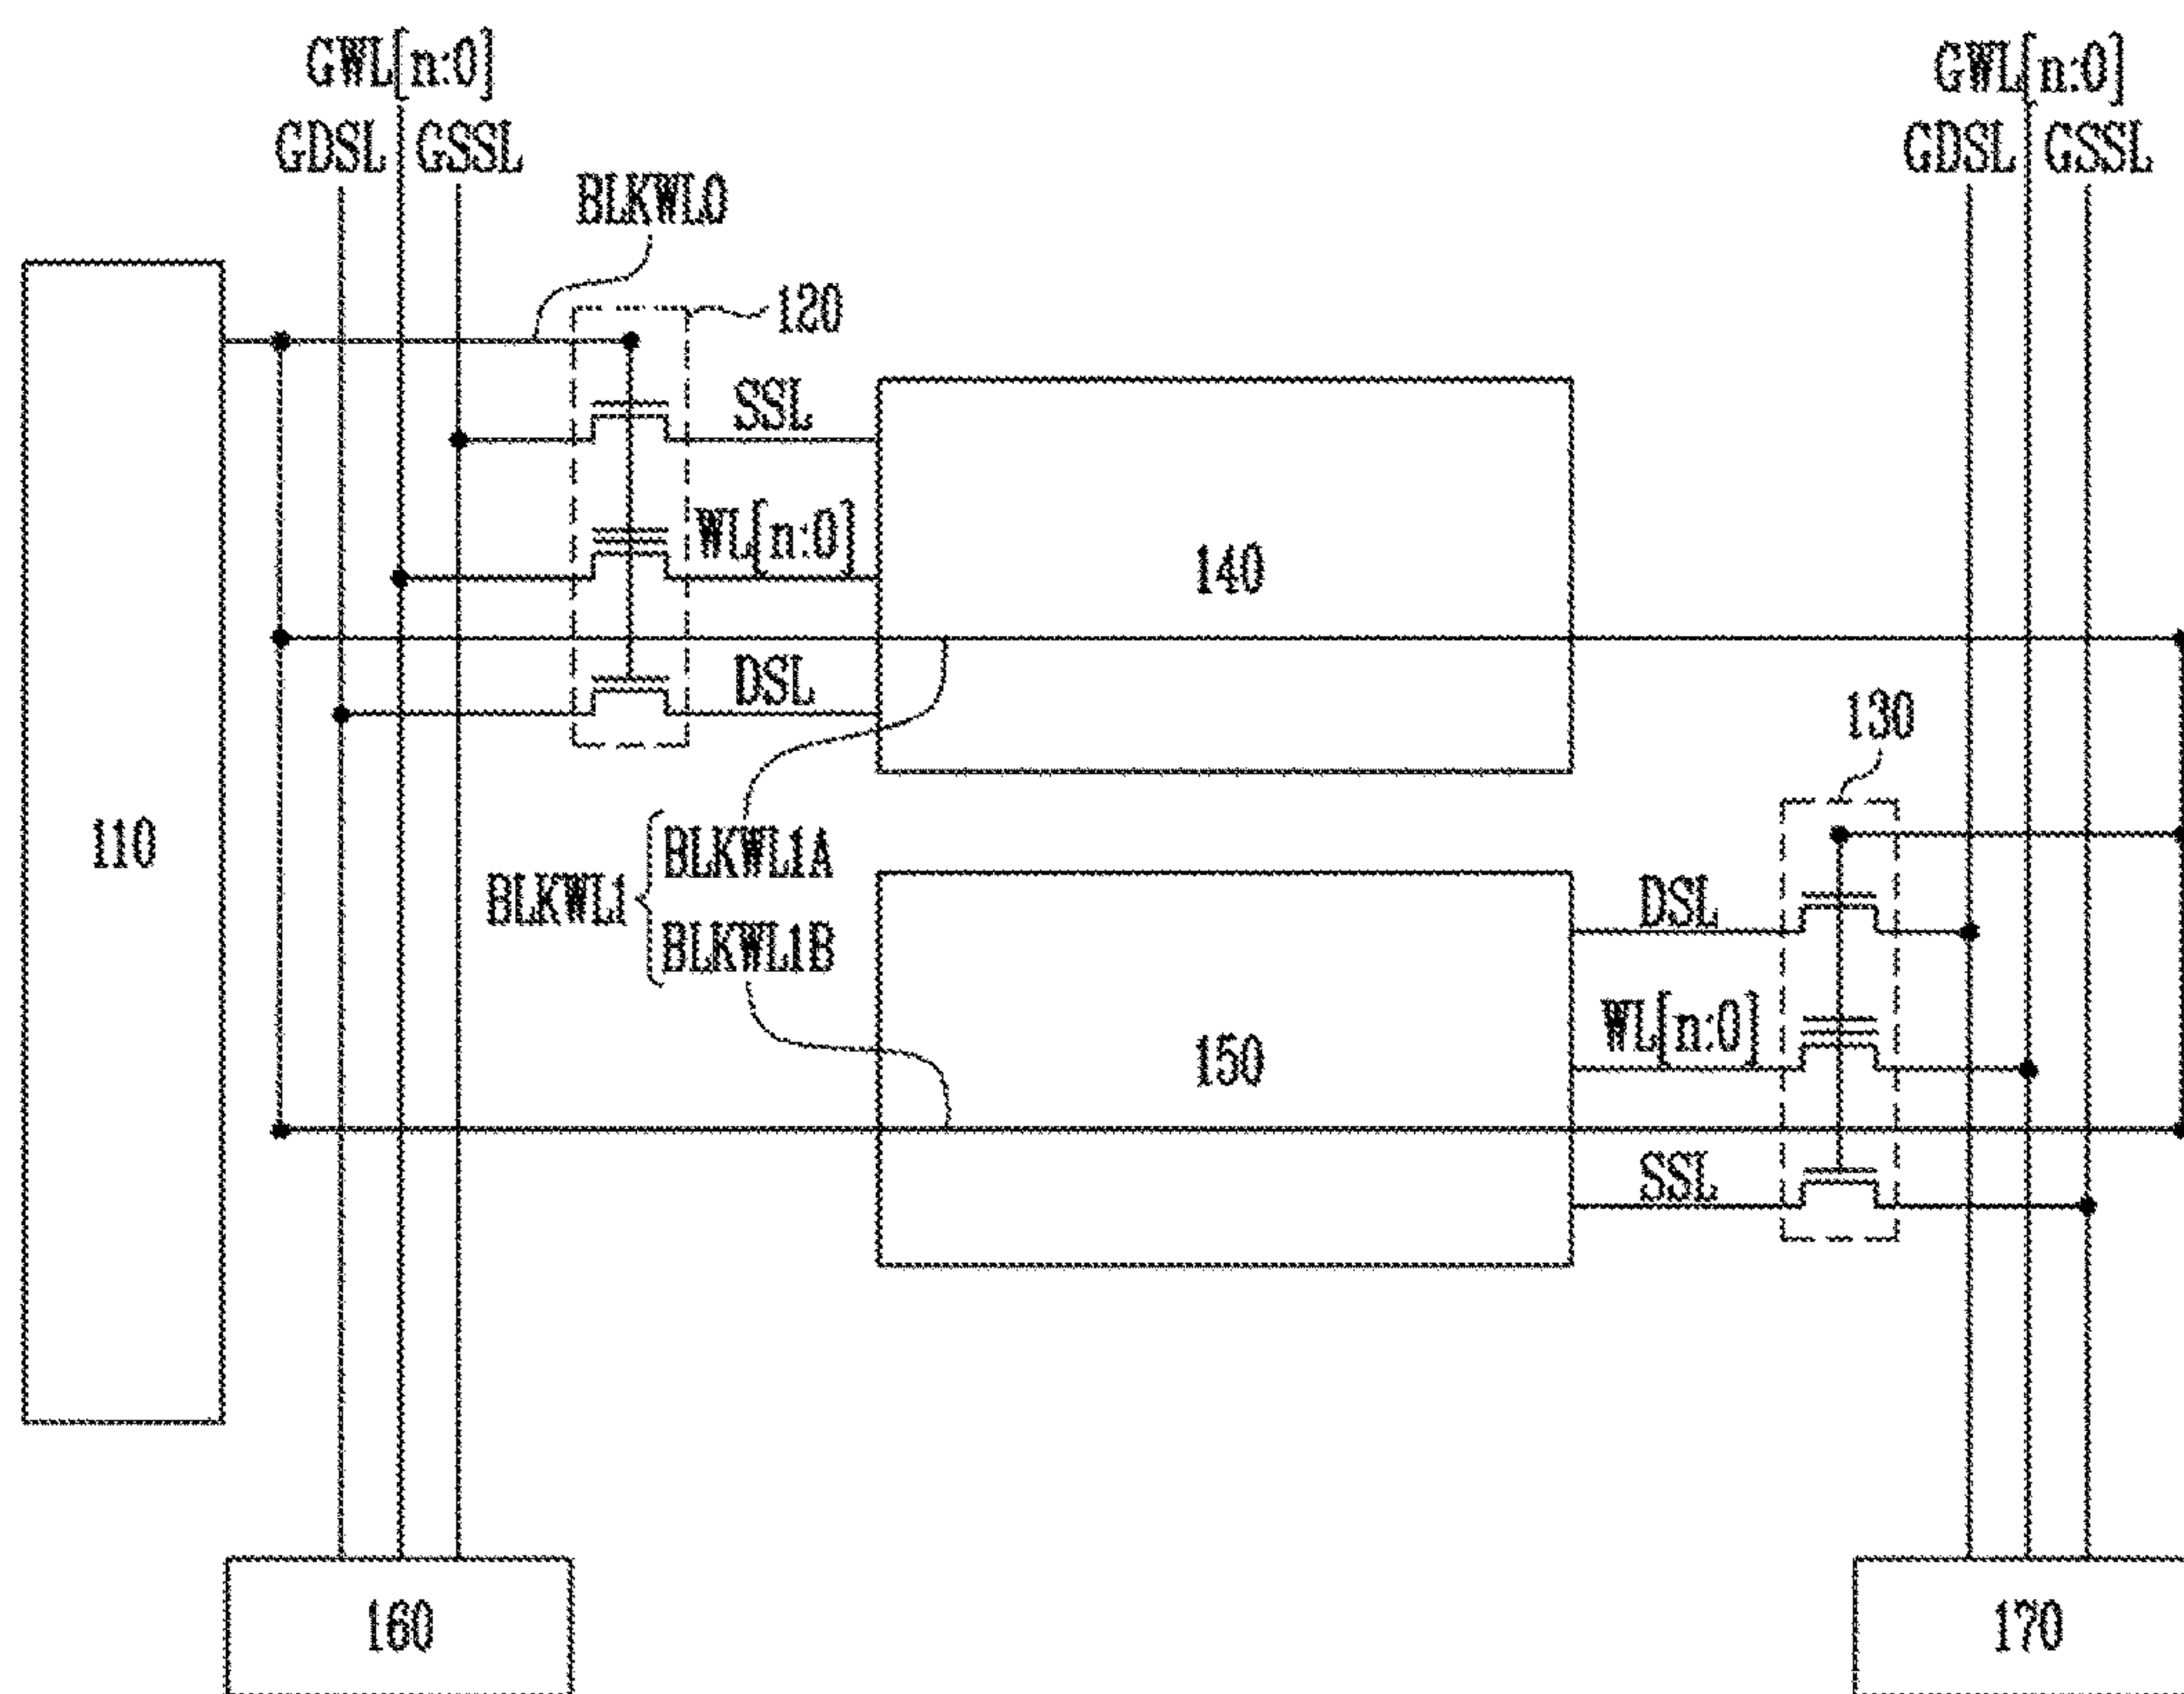 GWL[n:0]
GDSL GSSL
BLKWL0
120
SSL
WL[n:0]
DSL
110
140
BLKWL1
BLKWL1A
BLKWL1B
150
GWL[n:0]
GDSL GSSL
130
DSL
WL[n:0]
SSL
160
170